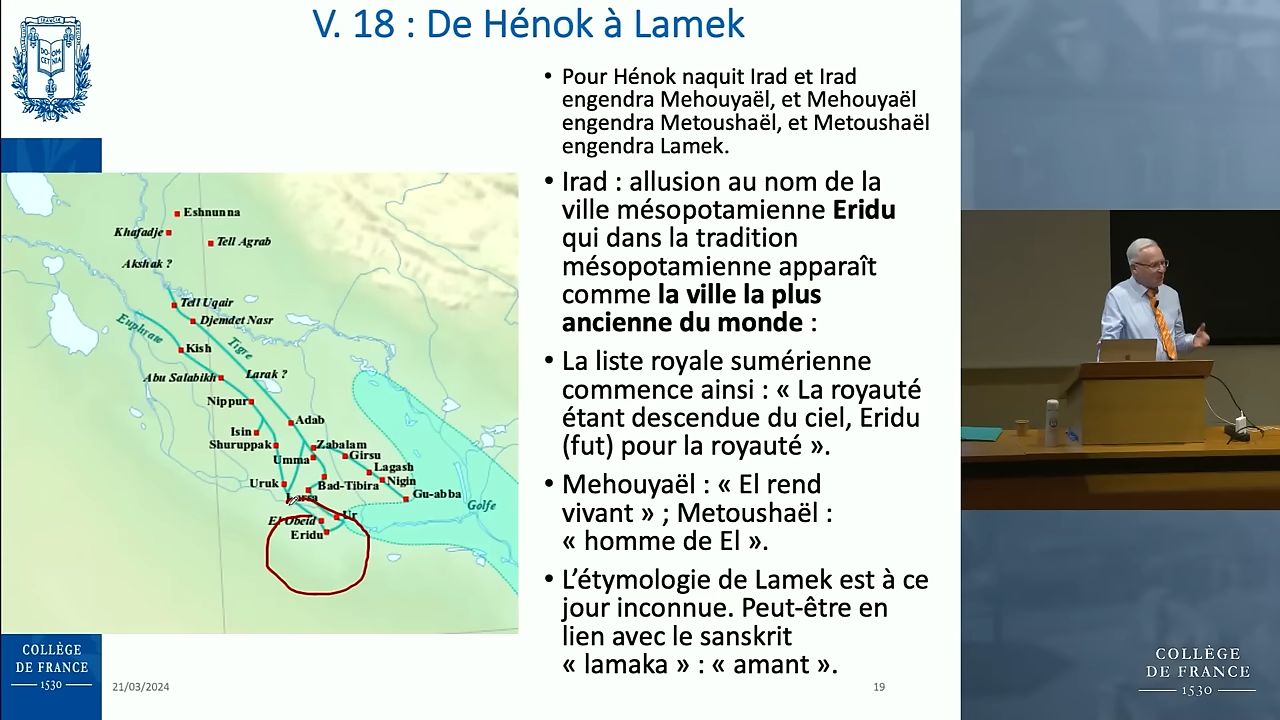 V. 18 : De Hénok à Lamek
• Pour Hénok naquit Irad et Irad
engendra Mehouyaël, et Mehouyaël
engendra Metoushaël, et Metoushaël
engendra Lamek.
• Irad : allusion au nom de la
ville mésopotamienne Eridu
qui dans la tradition
mésopotamienne apparaît
comme la ville la plus
ancienne du monde :
• La liste royale sumérienne
commence ainsi : « La royauté
étant descendue du ciel, Eridu
(fut) pour la royauté ».
• Mehouyaël : « El rend
vivant » ; Metoushaël :
« homme de El ».
• L’étymologie de Lamek est à ce
jour inconnue. Peut-être en
lien avec le sanskrit
« lamaka » : « amant ».
Eshnunna
Khafadje
Tell Agrab
Akshak ?
Tell Uqair
Euphrate
Djemdet Nasr
Tigre
Kish
Abu Salabikh
Larak ?
Nippur
Adab
Isin
Shuruppak
Zabalam
Umma
Girsu
Lagash
Uruk
Bad-Tibira
Nigin
Larsa
Gu-abba
Golfe
El Obeid
Ur
Eridu
COLLÈGE
DE FRANCE
1530
21/03/2024
19
COLLÈGE
DE FRANCE
1530